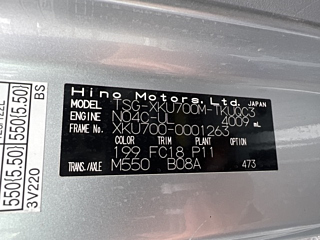 Hino Motors, Ltd. JAPAN
MODEL TSG-XKU700M-TKUQC3
ENGINE N04C-UL 4009 mL
FRAME No. XKU700-0001263
COLOR TRIM PLANT OPTION
199 FC18 P11
TRANS./AXLE M550 B08A 473
550(5.50) 550(5.50)
BS
3V220